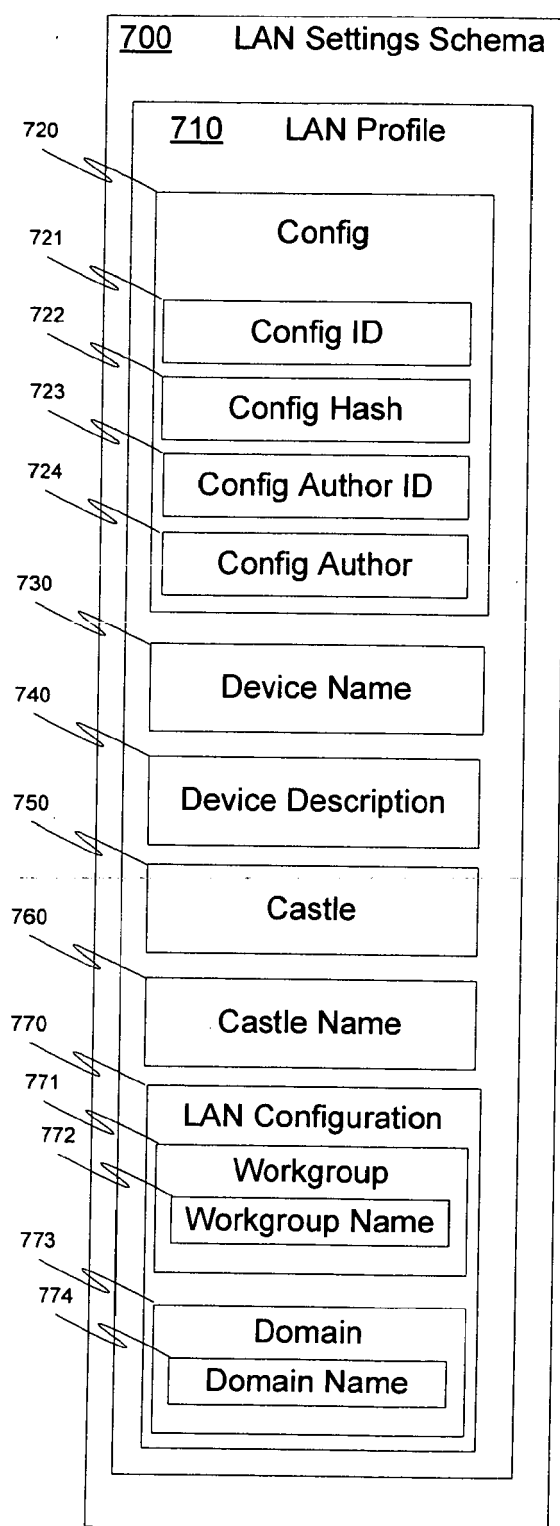 700 LAN Settings Schema
710 LAN Profile
720
Config
721
Config ID
722
Config Hash
723
Config Author ID
724
Config Author
730
Device Name
740
Device Description
750
Castle
760
Castle Name
770
LAN Configuration
771
Workgroup
772
Workgroup Name
773
Domain
774
Domain Name